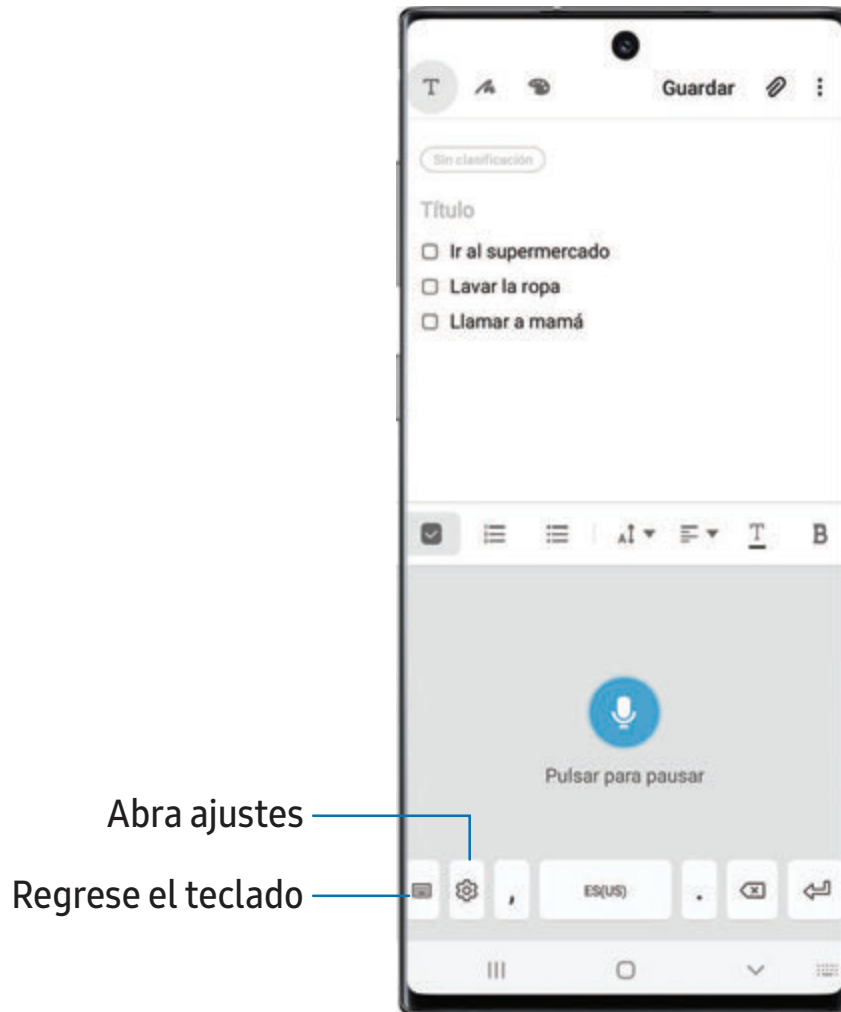 T
Guardar
Sin clasificación
Título
Ir al supermercado
Lavar la ropa
Llamar a mamá
A T B
Pulsar para pausar
Abra ajustes
Regrese el teclado
, ES(US) .